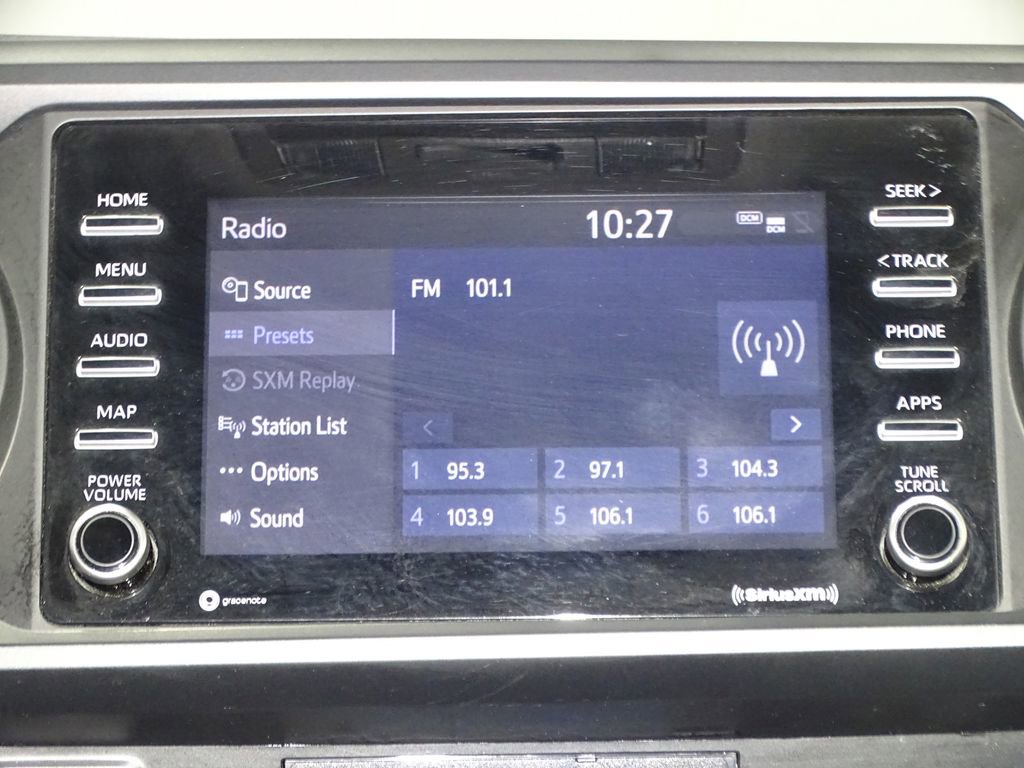 HOME
MENU
AUDIO
MAP
POWER
VOLUME
Radio 10:27 DCM DCM
Source
Presets
SXM Replay
Station List
Options
Sound
FM 101.1
< >
1 95.3 2 97.1 3 104.3
4 103.9 5 106.1 6 106.1
SEEK >
< TRACK
PHONE
APPS
TUNE
SCROLL
gracenote
((SiriusXM))